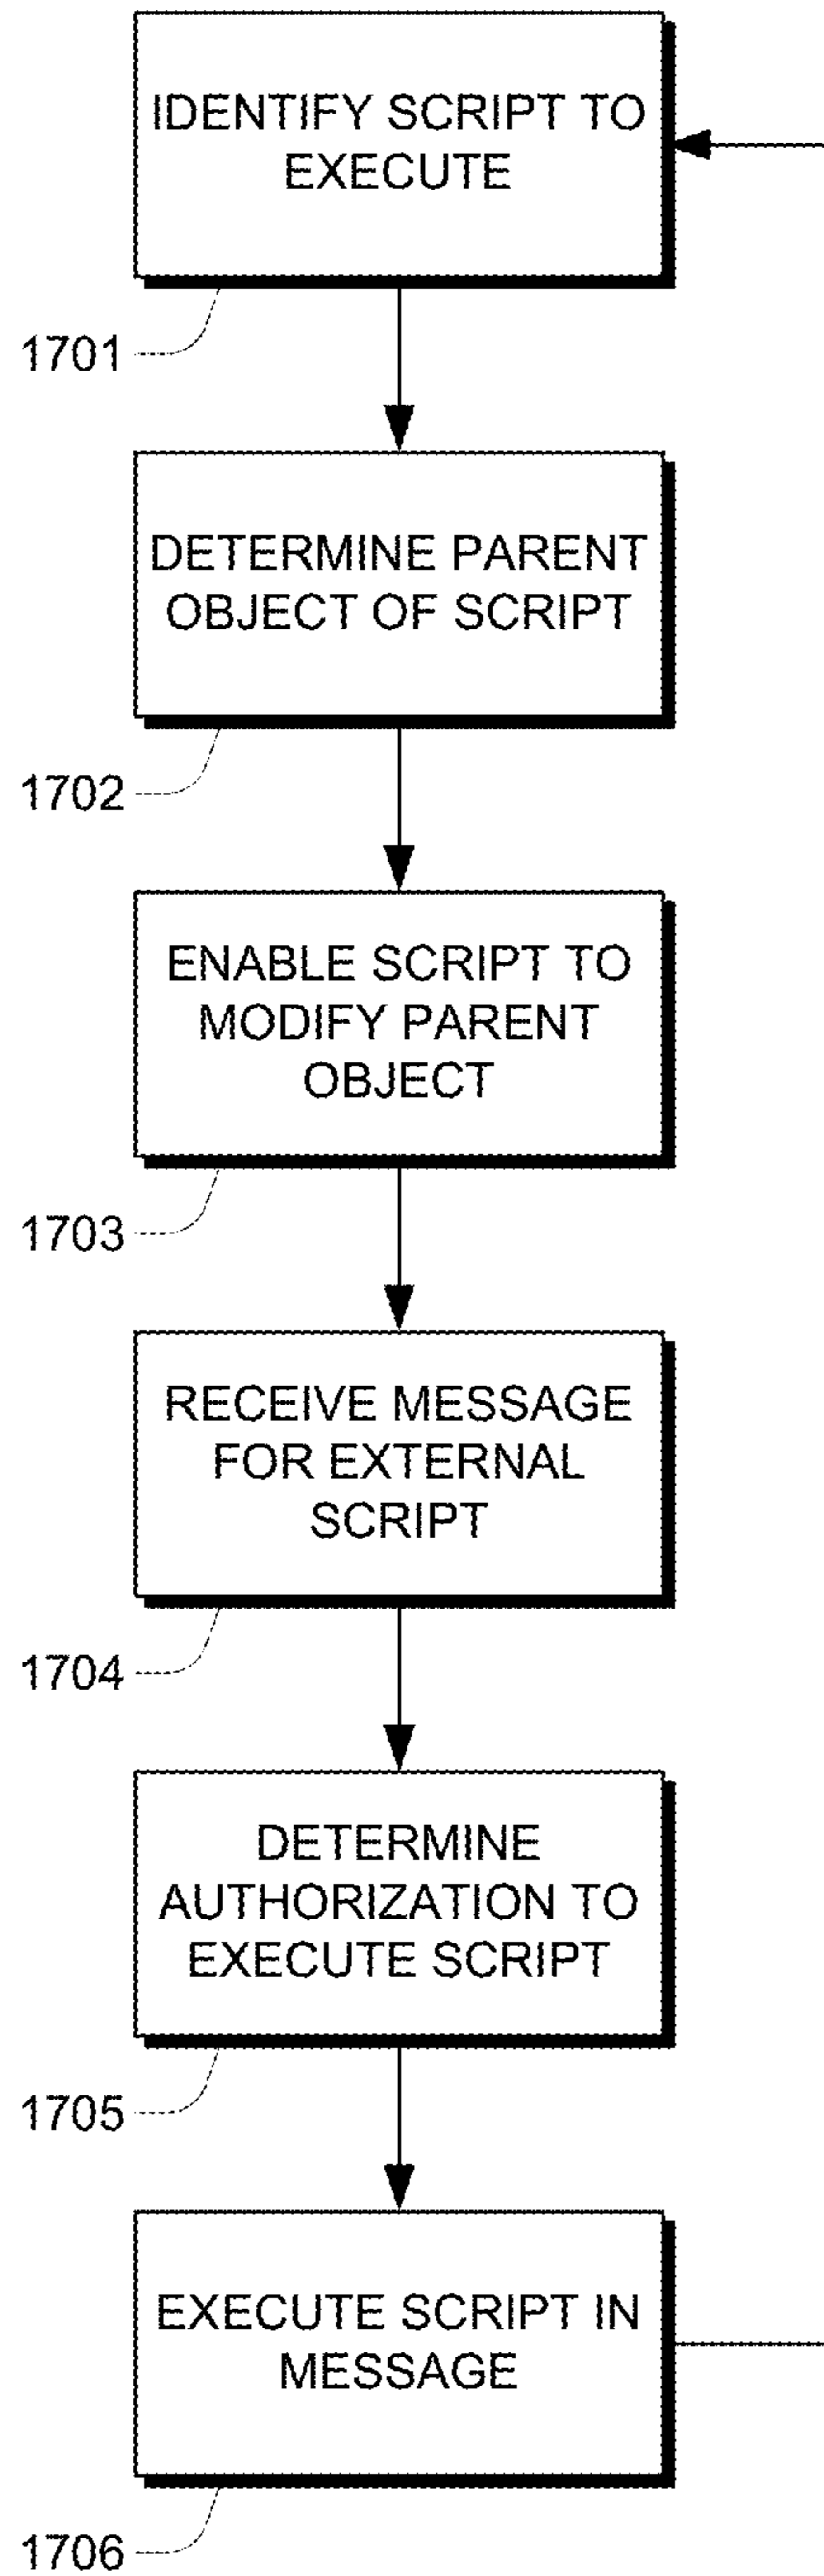 IDENTIFY SCRIPT TO
EXECUTE
1701
DETERMINE PARENT
OBJECT OF SCRIPT
1702
ENABLE SCRIPT TO
MODIFY PARENT
OBJECT
1703
RECEIVE MESSAGE
FOR EXTERNAL
SCRIPT
1704
DETERMINE
AUTHORIZATION TO
EXECUTE SCRIPT
1705
EXECUTE SCRIPT IN
MESSAGE
1706